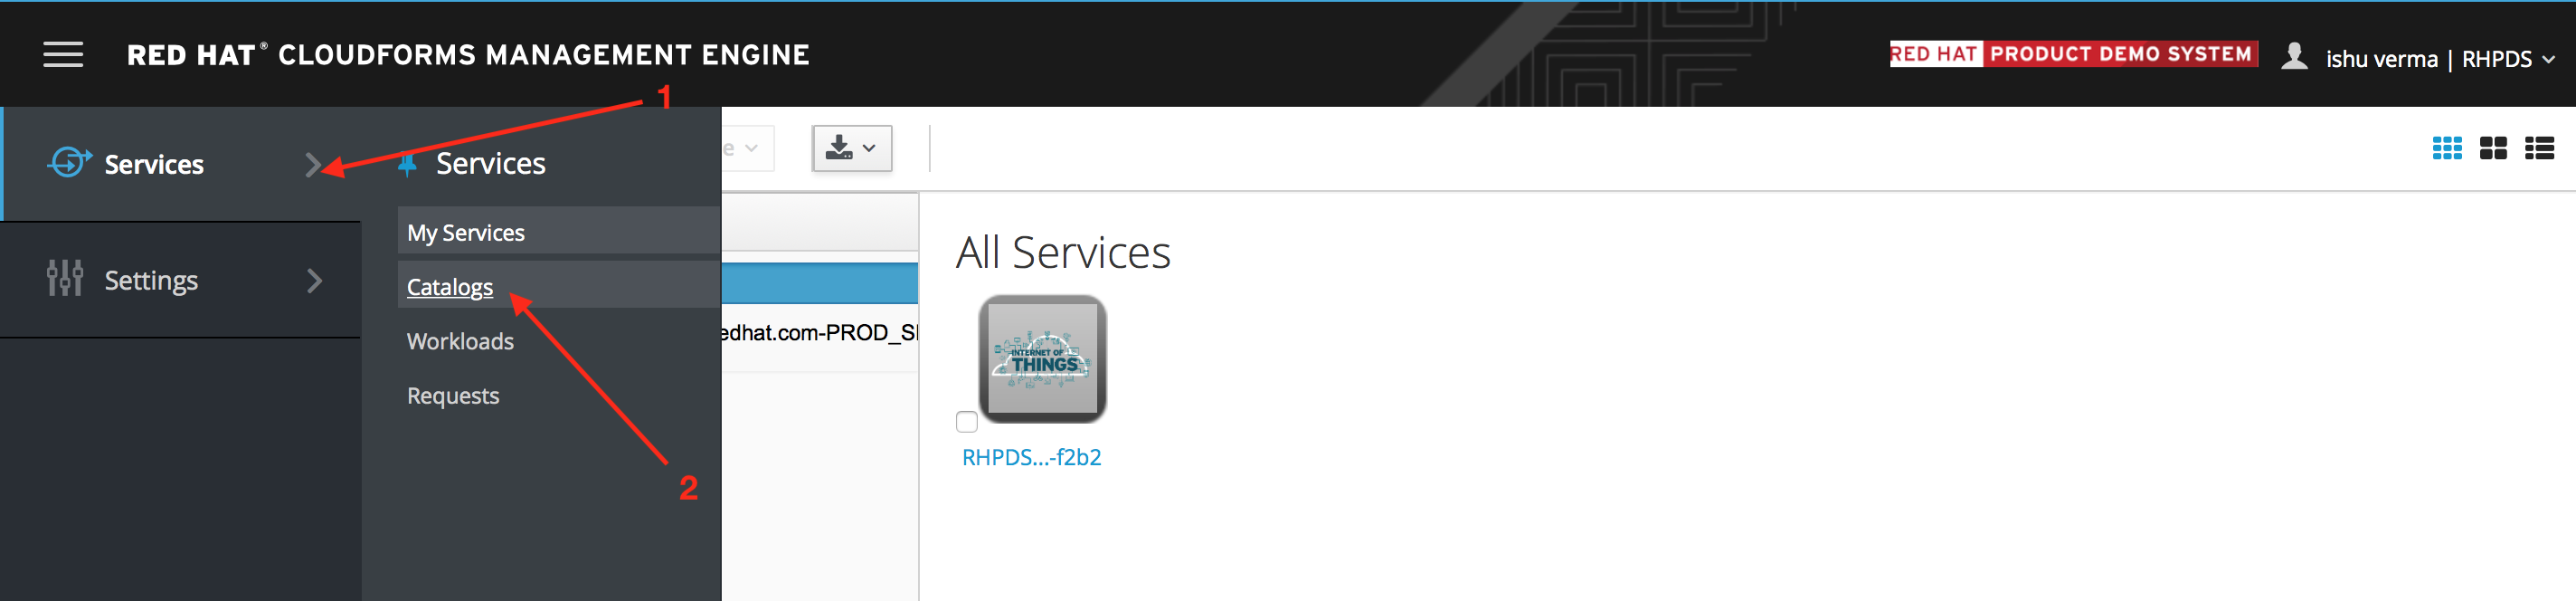 RED HAT® CLOUDFORMS MANAGEMENT ENGINE
RED HAT PRODUCT DEMO SYSTEM
ishu verma | RHPDS
1
Services
Services
e
My Services
Settings
Catalogs
Workloads
Requests
2
edhat.com-PROD_S
All Services
INTERNET OF
THINGS
RHPDS...-f2b2